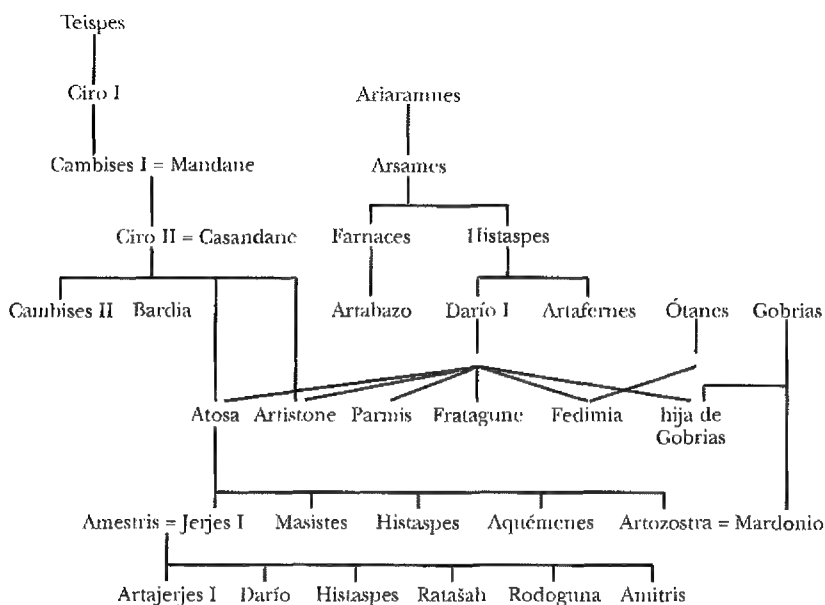 Teispes
Ciro I Ariaramnes
Cambises I = Mandane Arsames
Ciro II = Casandane Farnaces Histaspes
Cambises II Bardia Artabazo Darío I Artafernes Ótanes Gobrias
Atosa Artistone Parmis Fratagune Fedimia hija de
Gobrias
Amestris = Jerjes I Masistes Histaspes Aquémenes Artozostra = Mardonio
Artajerjes I Darío Histaspes Ratašah Rodoguna Amitris